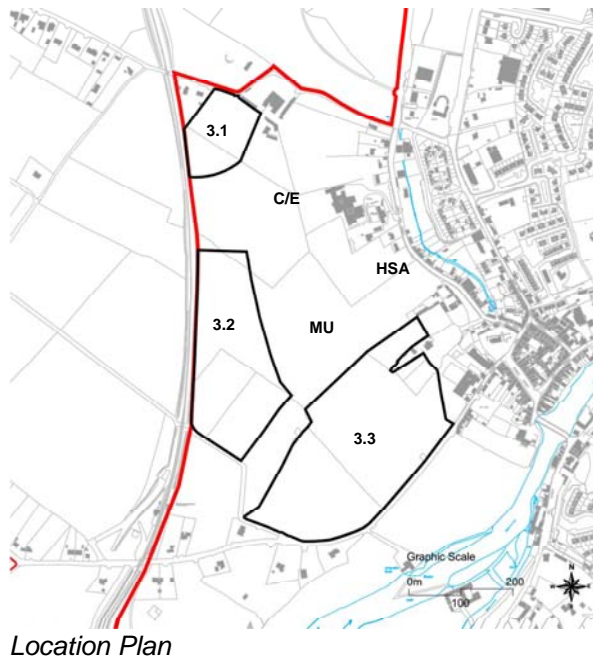 3.1
C/E
HSA
3.2
MU
3.3
Graphic Scale
0m 200
100
N
Location Plan